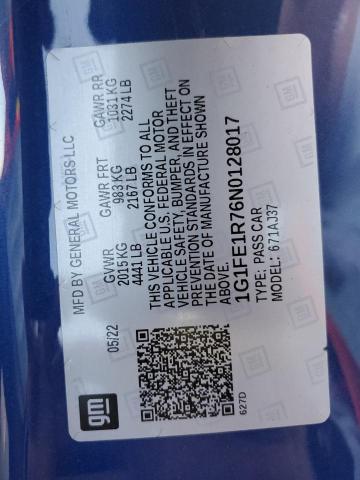 MFD BY GENERAL MOTORS LLC
05/22
GVWR
2015 KG
4441 LB
GAWR FRT
983 KG
2167 LB
GAWR RR
1031 KG
2274 LB
THIS VEHICLE CONFORMS TO ALL
APPLICABLE U.S. FEDERAL MOTOR
VEHICLE SAFETY, BUMPER, AND THEFT
PREVENTION STANDARDS IN EFFECT ON
THE DATE OF MANUFACTURE SHOWN
ABOVE.
1G1FE1R76N0128017
TYPE: PASS CAR
MODEL: 671AJ37
gm
627D